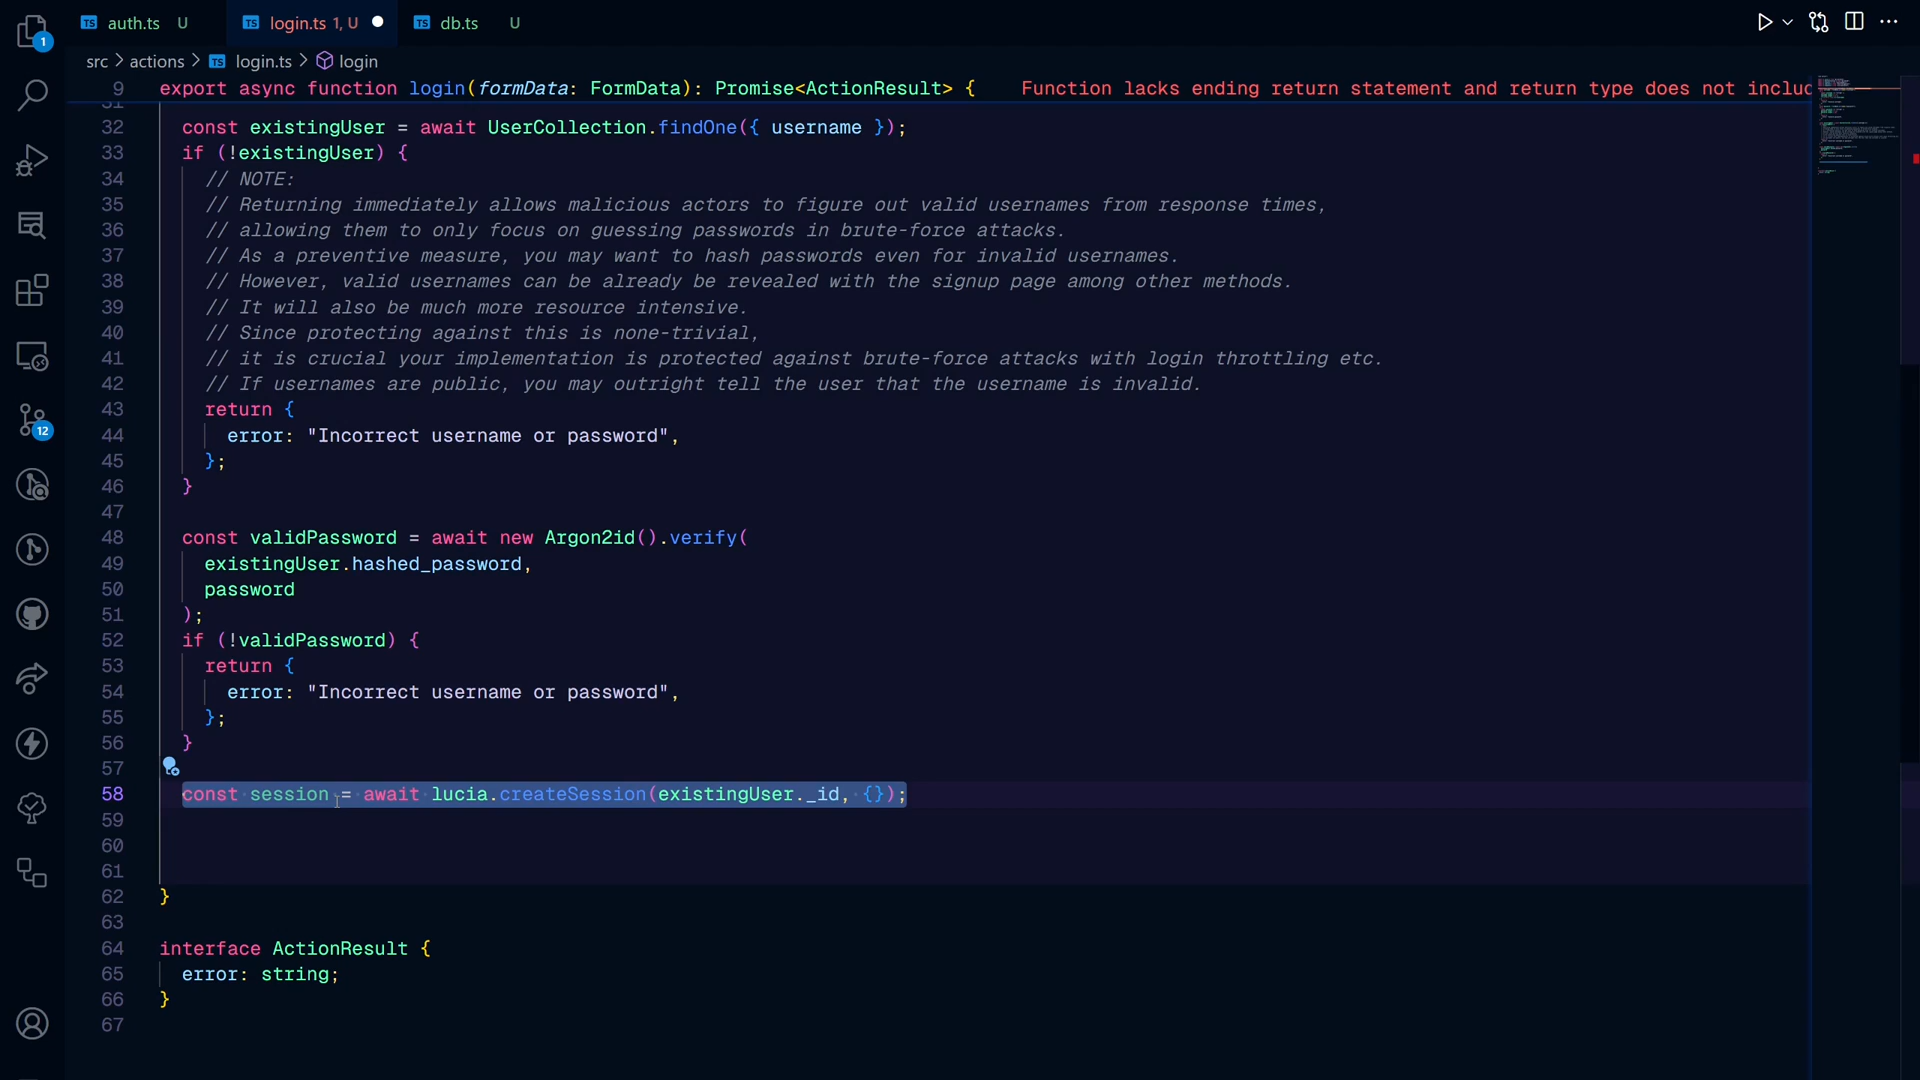 1
auth.ts U
login.ts 1, U
db.ts U
src > actions > login.ts > login
9 export async function login(formData: FormData): Promise<ActionResult> { Function lacks ending return statement and return type does not includ
31
32 const existingUser = await UserCollection.findOne({ username });
33 if (!existingUser) {
34 // NOTE:
35 // Returning immediately allows malicious actors to figure out valid usernames from response times,
36 // allowing them to only focus on guessing passwords in brute-force attacks.
37 // As a preventive measure, you may want to hash passwords even for invalid usernames.
38 // However, valid usernames can be already be revealed with the signup page among other methods.
39 // It will also be much more resource intensive.
40 // Since protecting against this is none-trivial,
41 // it is crucial your implementation is protected against brute-force attacks with login throttling etc.
42 // If usernames are public, you may outright tell the user that the username is invalid.
43 return {
44 error: "Incorrect username or password",
45 };
46 }
47
48 const validPassword = await new Argon2id().verify(
49 existingUser.hashed_password,
50 password
51 );
52 if (!validPassword) {
53 return {
54 error: "Incorrect username or password",
55 };
56 }
57
58 const session = await lucia.createSession(existingUser._id, {});
59
60
61
62 }
63
64 interface ActionResult {
65 error: string;
66 }
67
12